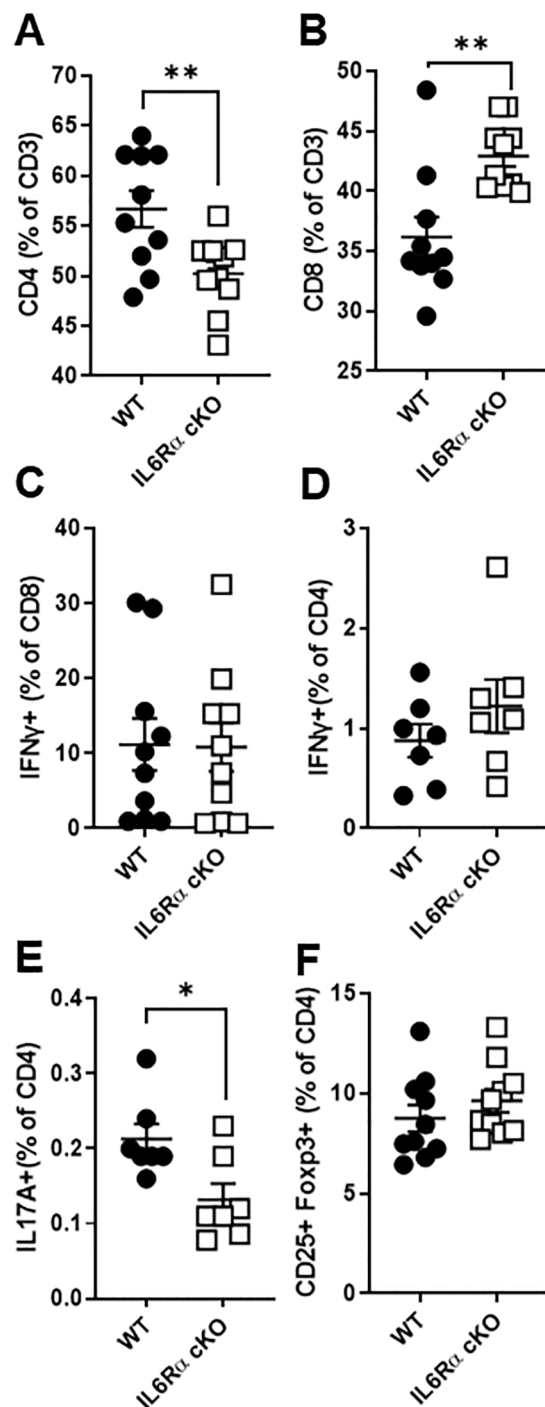 A
B
**
**
CD4 (% of CD3)
70
65
60
55
50
45
40
WT
IL6Rα cKO
CD8 (% of CD3)
50
45
40
35
30
25
WT
IL6Rα cKO
C
D
IFNγ+ (% of CD8)
40
30
20
10
0
WT
IL6Rα cKO
IFNγ+(% of CD4)
3
2
1
0
WT
IL6Rα cKO
E
F
*
IL17A+(% of CD4)
0.4
0.3
0.2
0.1
0.0
WT
IL6Rα cKO
CD25+ Foxp3+ (% of CD4)
15
10
5
0
WT
IL6Rα cKO